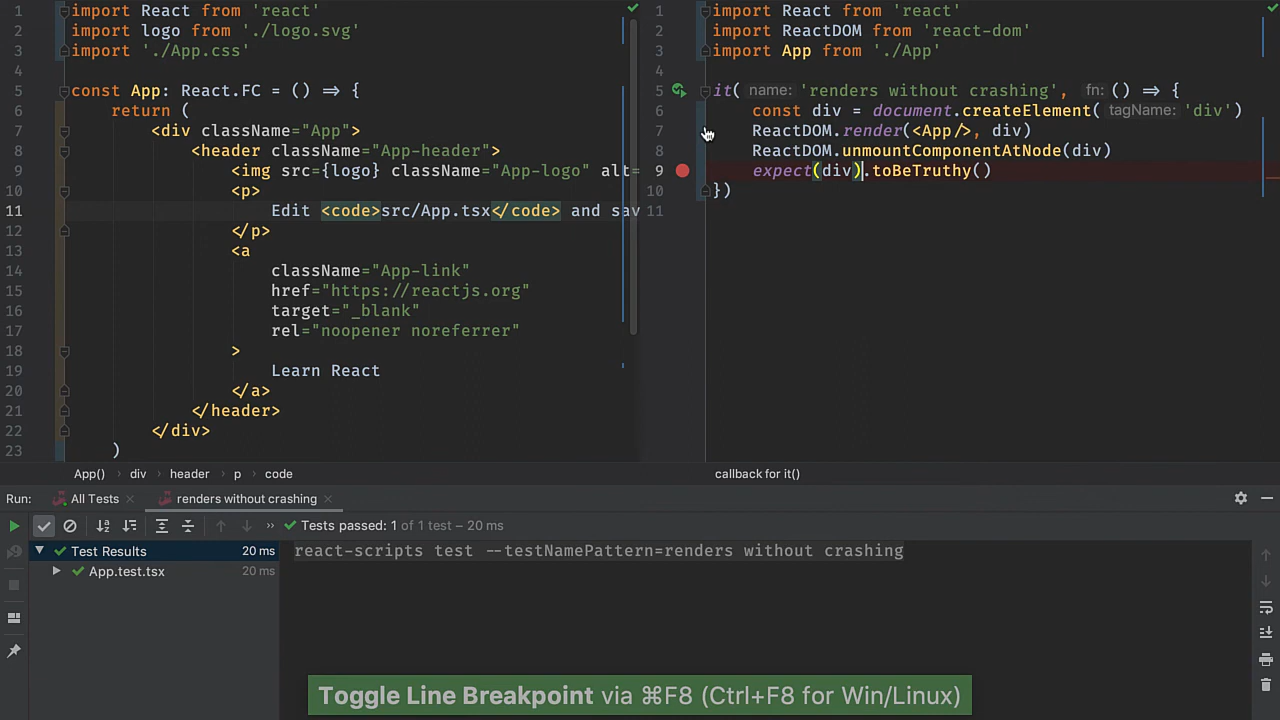 1 import React from 'react'
2 import logo from './logo.svg'
3 import './App.css'
4
5 const App: React.FC = () => {
6 return (
7 <div className="App">
8 <header className="App-header">
9 <img src={logo} className="App-logo" alt=
10 <p>
11 Edit <code>src/App.tsx</code> and sav
12 </p>
13 <a
14 className="App-link"
15 href="https://reactjs.org"
16 target="_blank"
17 rel="noopener noreferrer"
18 >
19 Learn React
20 </a>
21 </header>
22 </div>
23 )
App() div header p code
1 import React from 'react'
2 import ReactDOM from 'react-dom'
3 import App from './App'
4
5 it( name: 'renders without crashing', fn: () => {
6 const div = document.createElement( tagName: 'div')
7 ReactDOM.render(<App/>, div)
8 ReactDOM.unmountComponentAtNode(div)
9 expect(div).toBeTruthy()
10 })
11
callback for it()
Run: All Tests renders without crashing
Tests passed: 1 of 1 test – 20 ms
Test Results 20 ms
App.test.tsx 20 ms
react-scripts test --testNamePattern=renders without crashing
Toggle Line Breakpoint via ⌘F8 (Ctrl+F8 for Win/Linux)